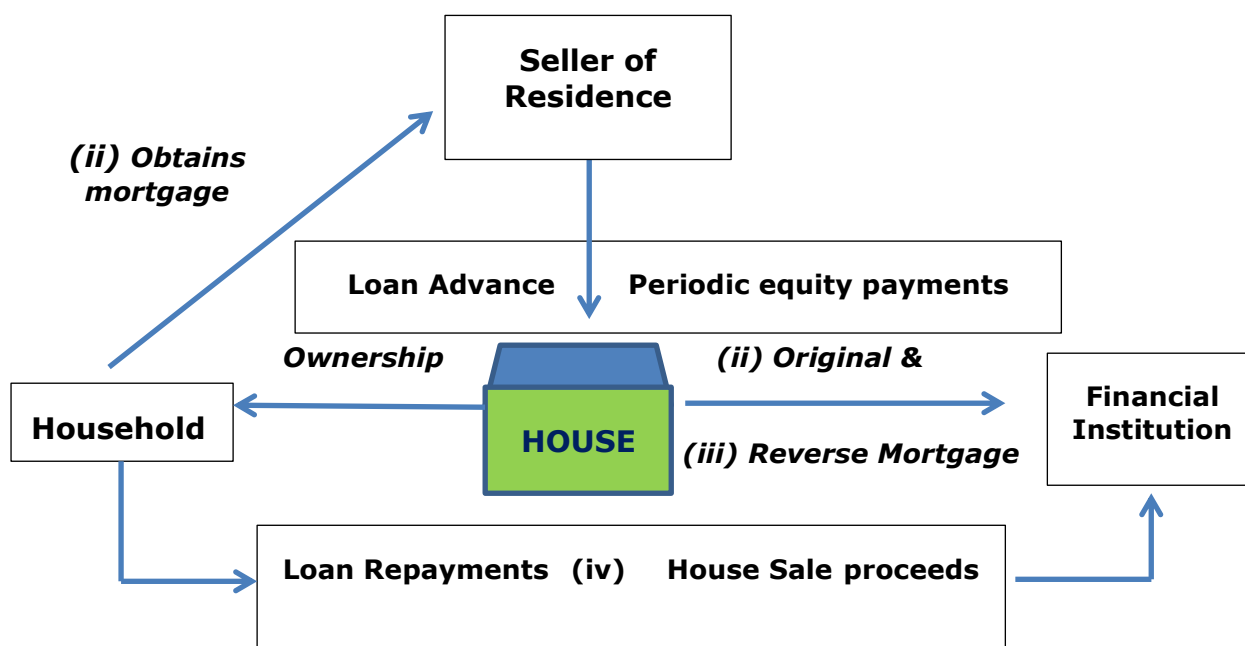 Seller of
Residence
(ii) Obtains
mortgage
Loan Advance Periodic equity payments
Ownership
(ii) Original &
Household
HOUSE
Financial
Institution
(iii) Reverse Mortgage
Loan Repayments (iv) House Sale proceeds